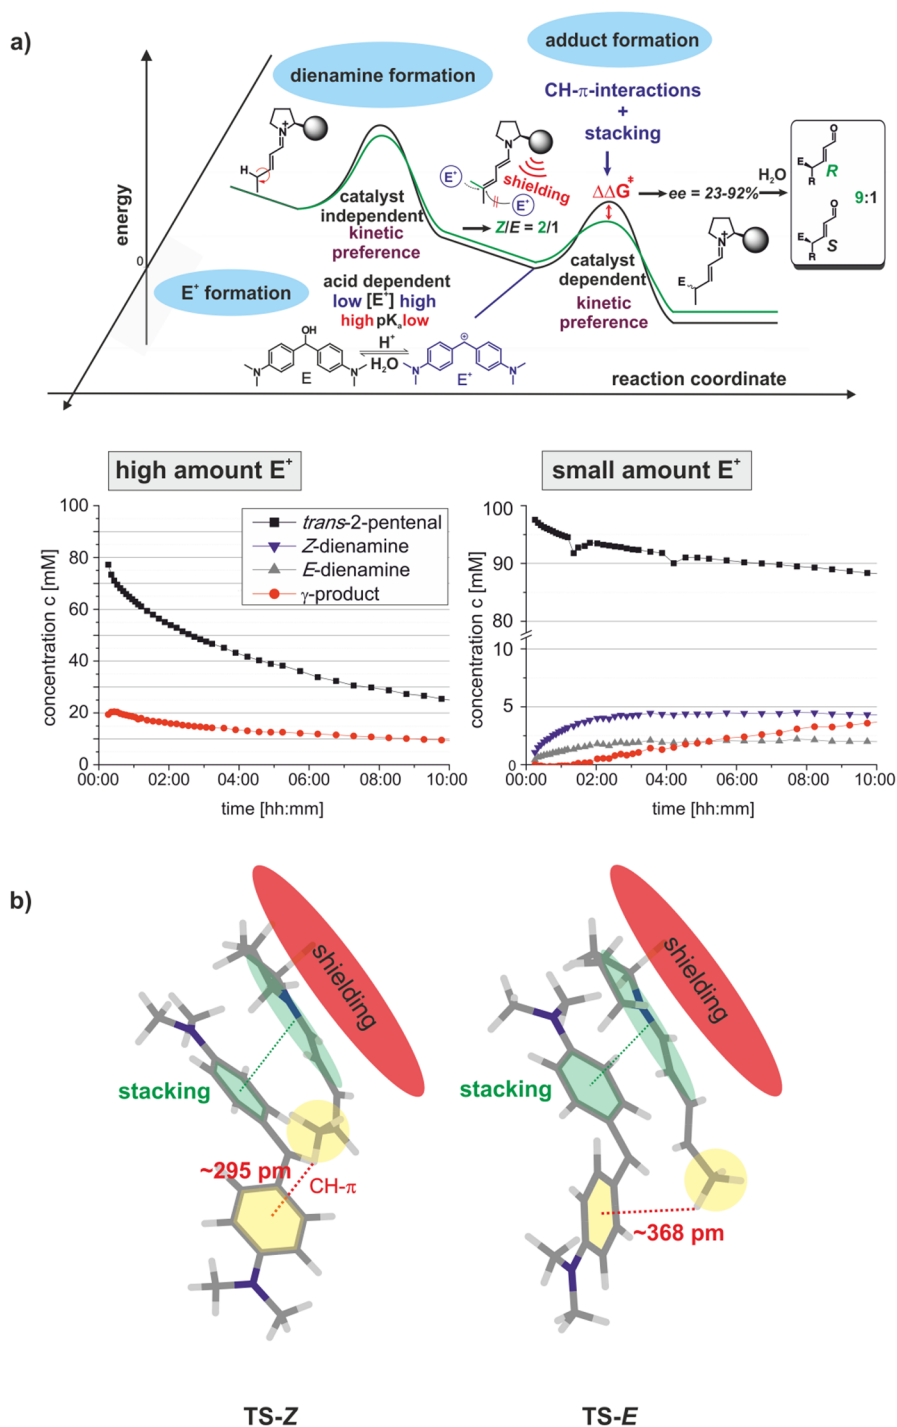 a)
adduct formation
dienamine formation
CH-π-interactions
+
stacking
energy
0
H
N
+
N
E⁺
E⁺
shielding
catalyst
independent
kinetic
preference
Z/E = 2/1
ΔΔG‡
ee = 23-92%
H₂O
O
E
R
R
9:1
O
E
R
S
N
+
E
catalyst
dependent
kinetic
preference
E⁺ formation
acid dependent
low [E⁺] high
high pKₐ low
OH
N
N
E
H⁺
H₂O
⊕
N
N
E⁺
reaction coordinate
high amount E⁺
small amount E⁺
trans-2-pentenal
Z-dienamine
E-dienamine
γ-product
concentration c [mM]
100
80
60
40
20
0
00:00 02:00 04:00 06:00 08:00 10:00
time [hh:mm]
concentration c [mM]
100
90
80
10
5
0
00:00 02:00 04:00 06:00 08:00 10:00
time [hh:mm]
b)
shielding
stacking
~295 pm
CH-π
shielding
stacking
~368 pm
TS-Z
TS-E